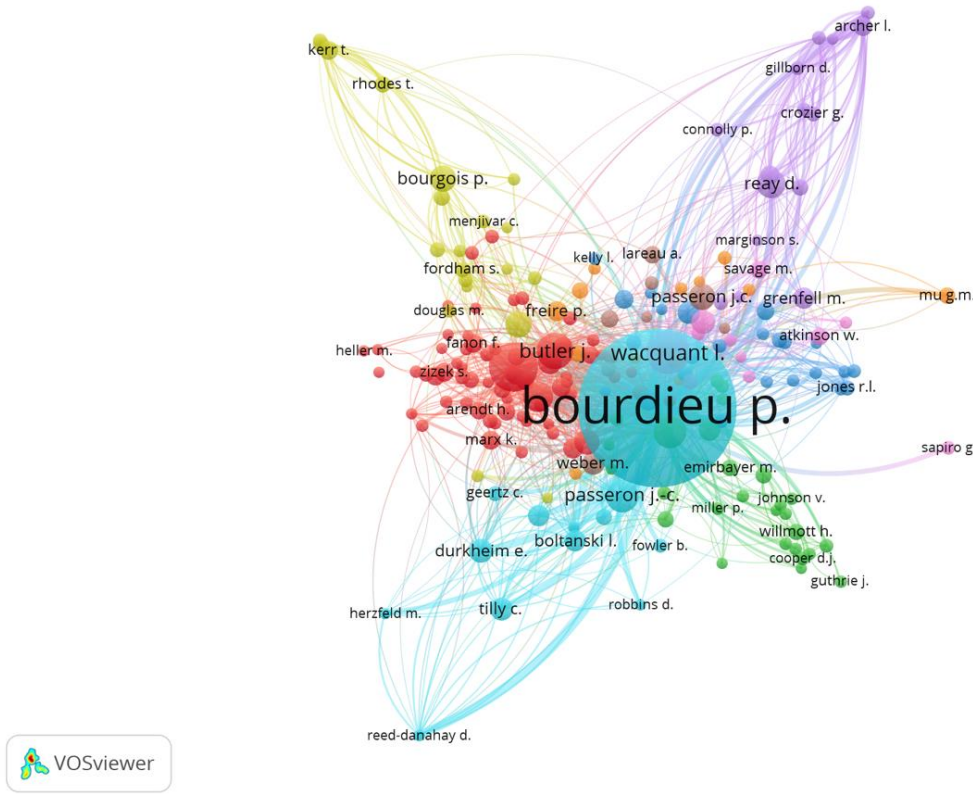 archer l.
kerr t.
gillborn d.
rhodes t.
crozier g.
connolly p.
bourgois p.
reay d.
menjivar c.
marginson s.
kelly l.
lareau a.
fordham s.
savage m.
passeron j.c.
grenfell m.
mu g.m.
douglas m.
freire p.
atkinson w.
fanon f.
heller m.
butler j.
wacquant l.
zizek s.
jones r.l.
bourdieu p.
arendt h.
marx k.
sapiro g
weber m.
emirbayer m.
geertz c.
passeron j.-c.
johnson v.
miller p.
willmott h.
boltanski l.
fowler b.
durkheim e.
cooper d.j.
guthrie j.
herzfeld m.
tilly c.
robbins d.
reed-danahay d.
VOSviewer